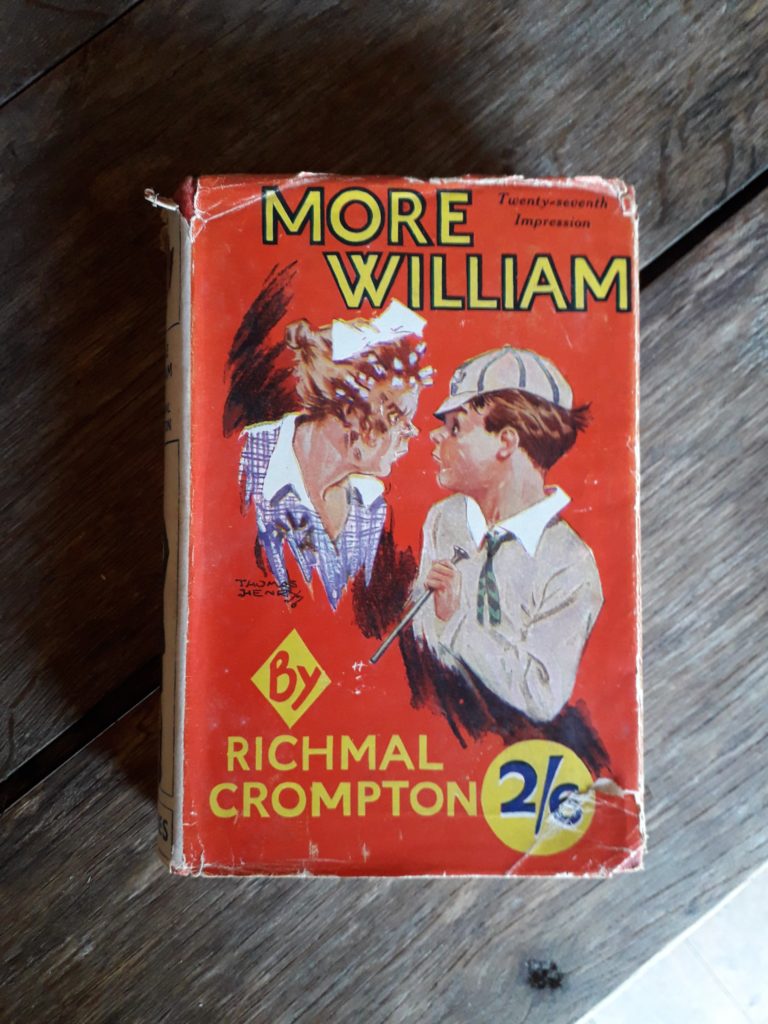 MORE
Twenty-seventh
Impression
WILLIAM
THOMAS
HENRY
By
RICHMAL
CROMPTON
2/6